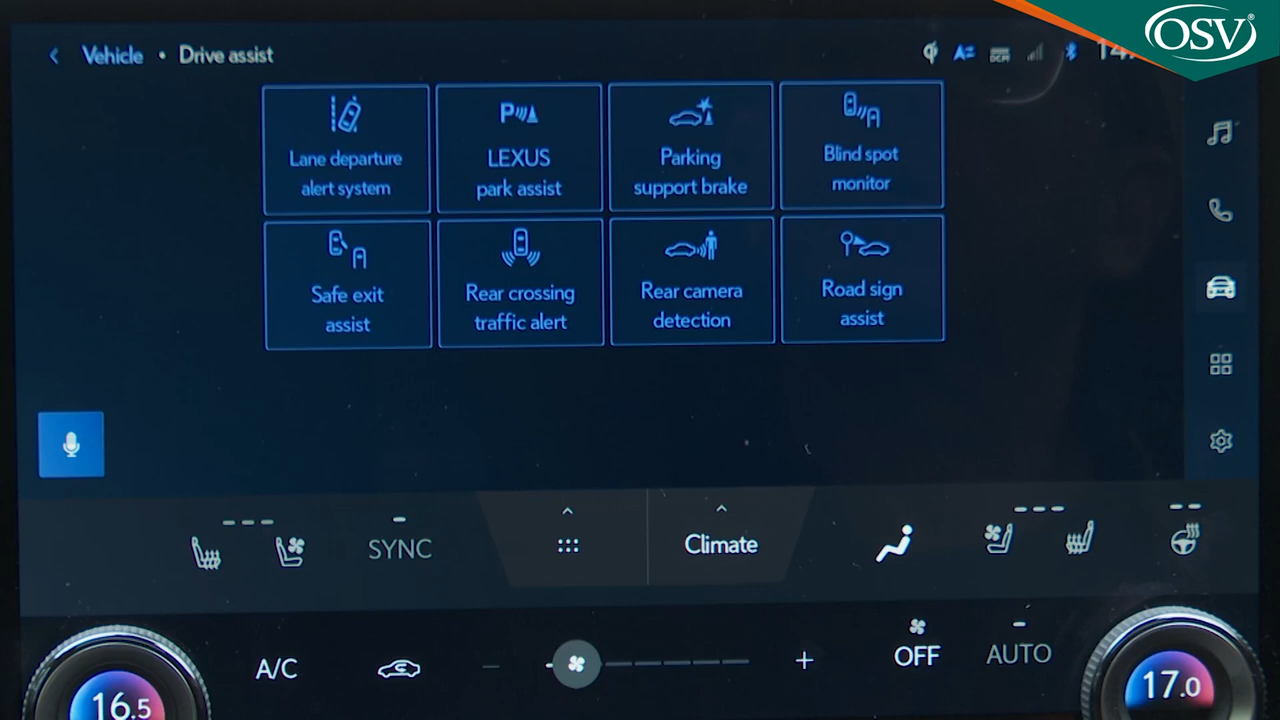 OSV®
Vehicle • Drive assist
DCM
Lane departure
alert system
P
LEXUS
park assist
Parking
support brake
Blind spot
monitor
Safe exit
assist
Rear crossing
traffic alert
Rear camera
detection
Road sign
assist
SYNC
Climate
A/C
OFF
AUTO
16.5
17.0